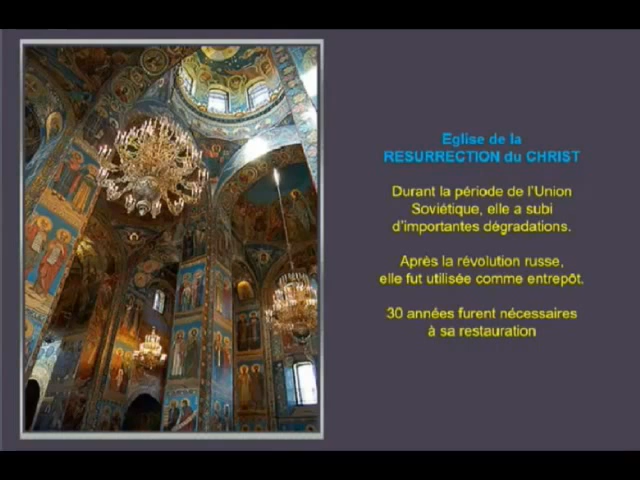 Eglise de la
RESURRECTION du CHRIST
Durant la période de l'Union
Soviétique, elle a subi
d'importantes dégradations.
Après la révolution russe,
elle fut utilisée comme entrepôt.
30 années furent nécessaires
à sa restauration